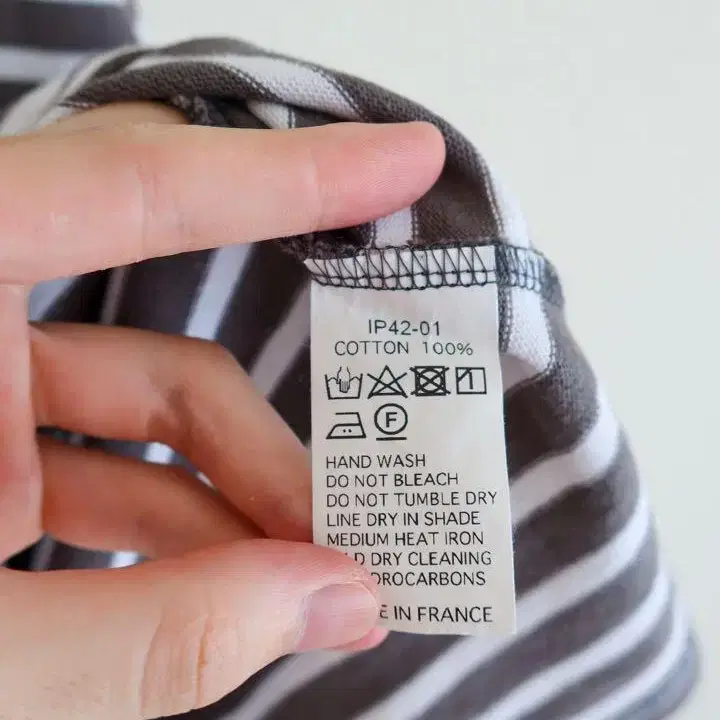 IP42-01
COTTON 100%
F
HAND WASH
DO NOT BLEACH
DO NOT TUMBLE DRY
LINE DRY IN SHADE
MEDIUM HEAT IRON
DRY CLEANING
IN FRANCE